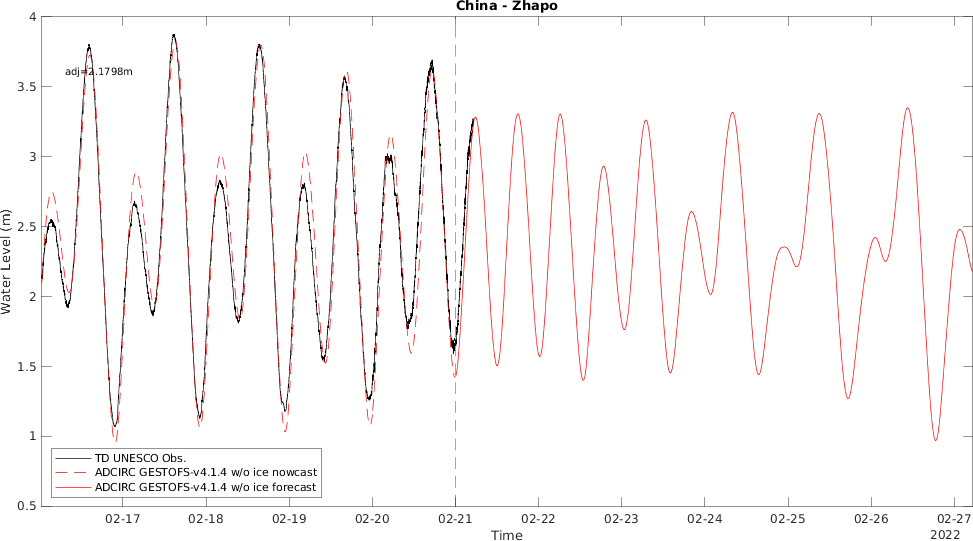 China - Zhapo
4
3.5
3
2.5
2
1.5
1
0.5
Water Level (m)
adj=2.1798m
TD UNESCO Obs.
ADCIRC GESTOFS-v4.1.4 w/o ice nowcast
ADCIRC GESTOFS-v4.1.4 w/o ice forecast
02-17 02-18 02-19 02-20 02-21 02-22 02-23 02-24 02-25 02-26 02-27
Time
2022